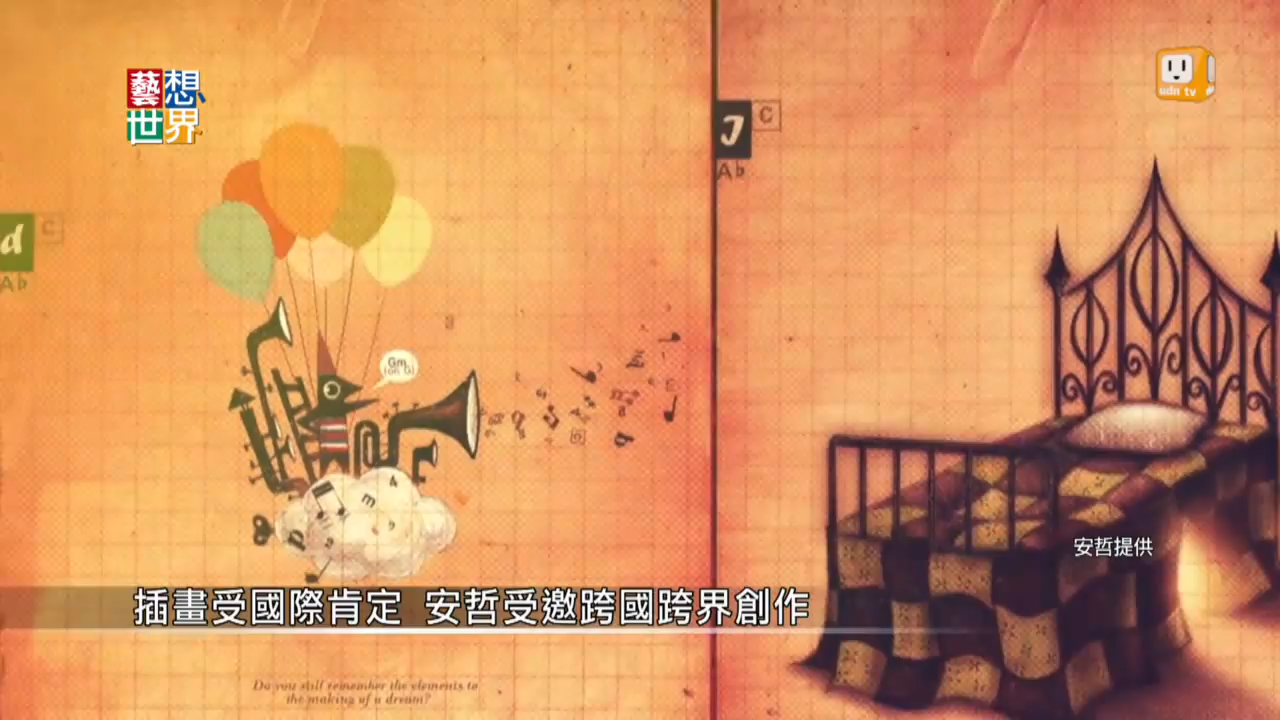 藝想
世界
udn tv
J
C
Ab
d
C
Ab
Gm
安哲提供
插畫受國際肯定 安哲受邀跨國跨界創作
Do you still remember the elements to
the making of a dream?